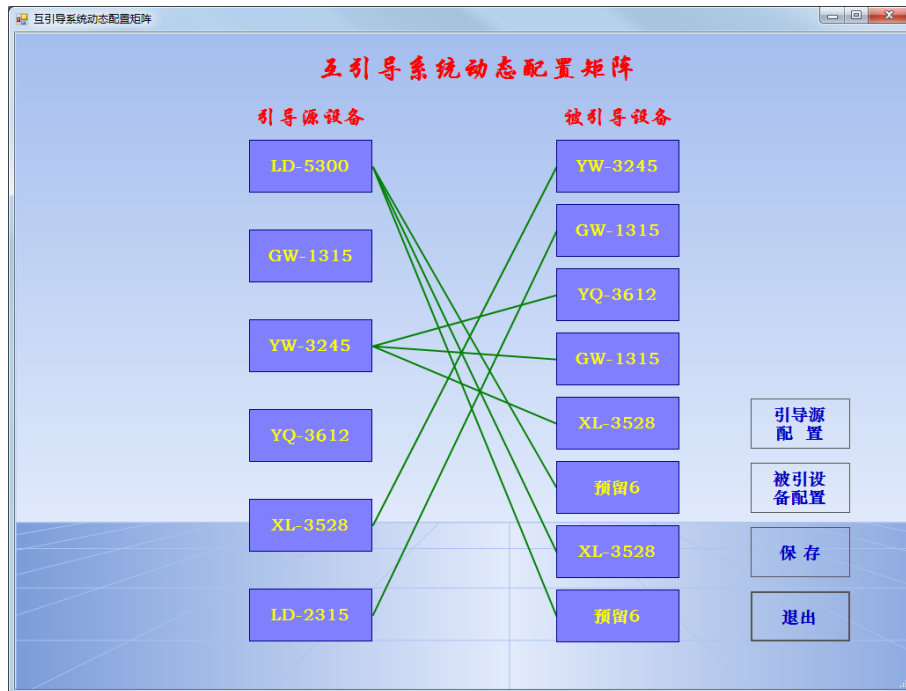 互引导系统动态配置矩阵
互引导系统动态配置矩阵
引导源设备
被引导设备
LD-5300
YW-3245
GW-1315
GW-1315
YQ-3612
YW-3245
GW-1315
XL-3528
YQ-3612
预留6
XL-3528
XL-3528
LD-2315
预留6
引导源
配 置
被引设
备配置
保 存
退出